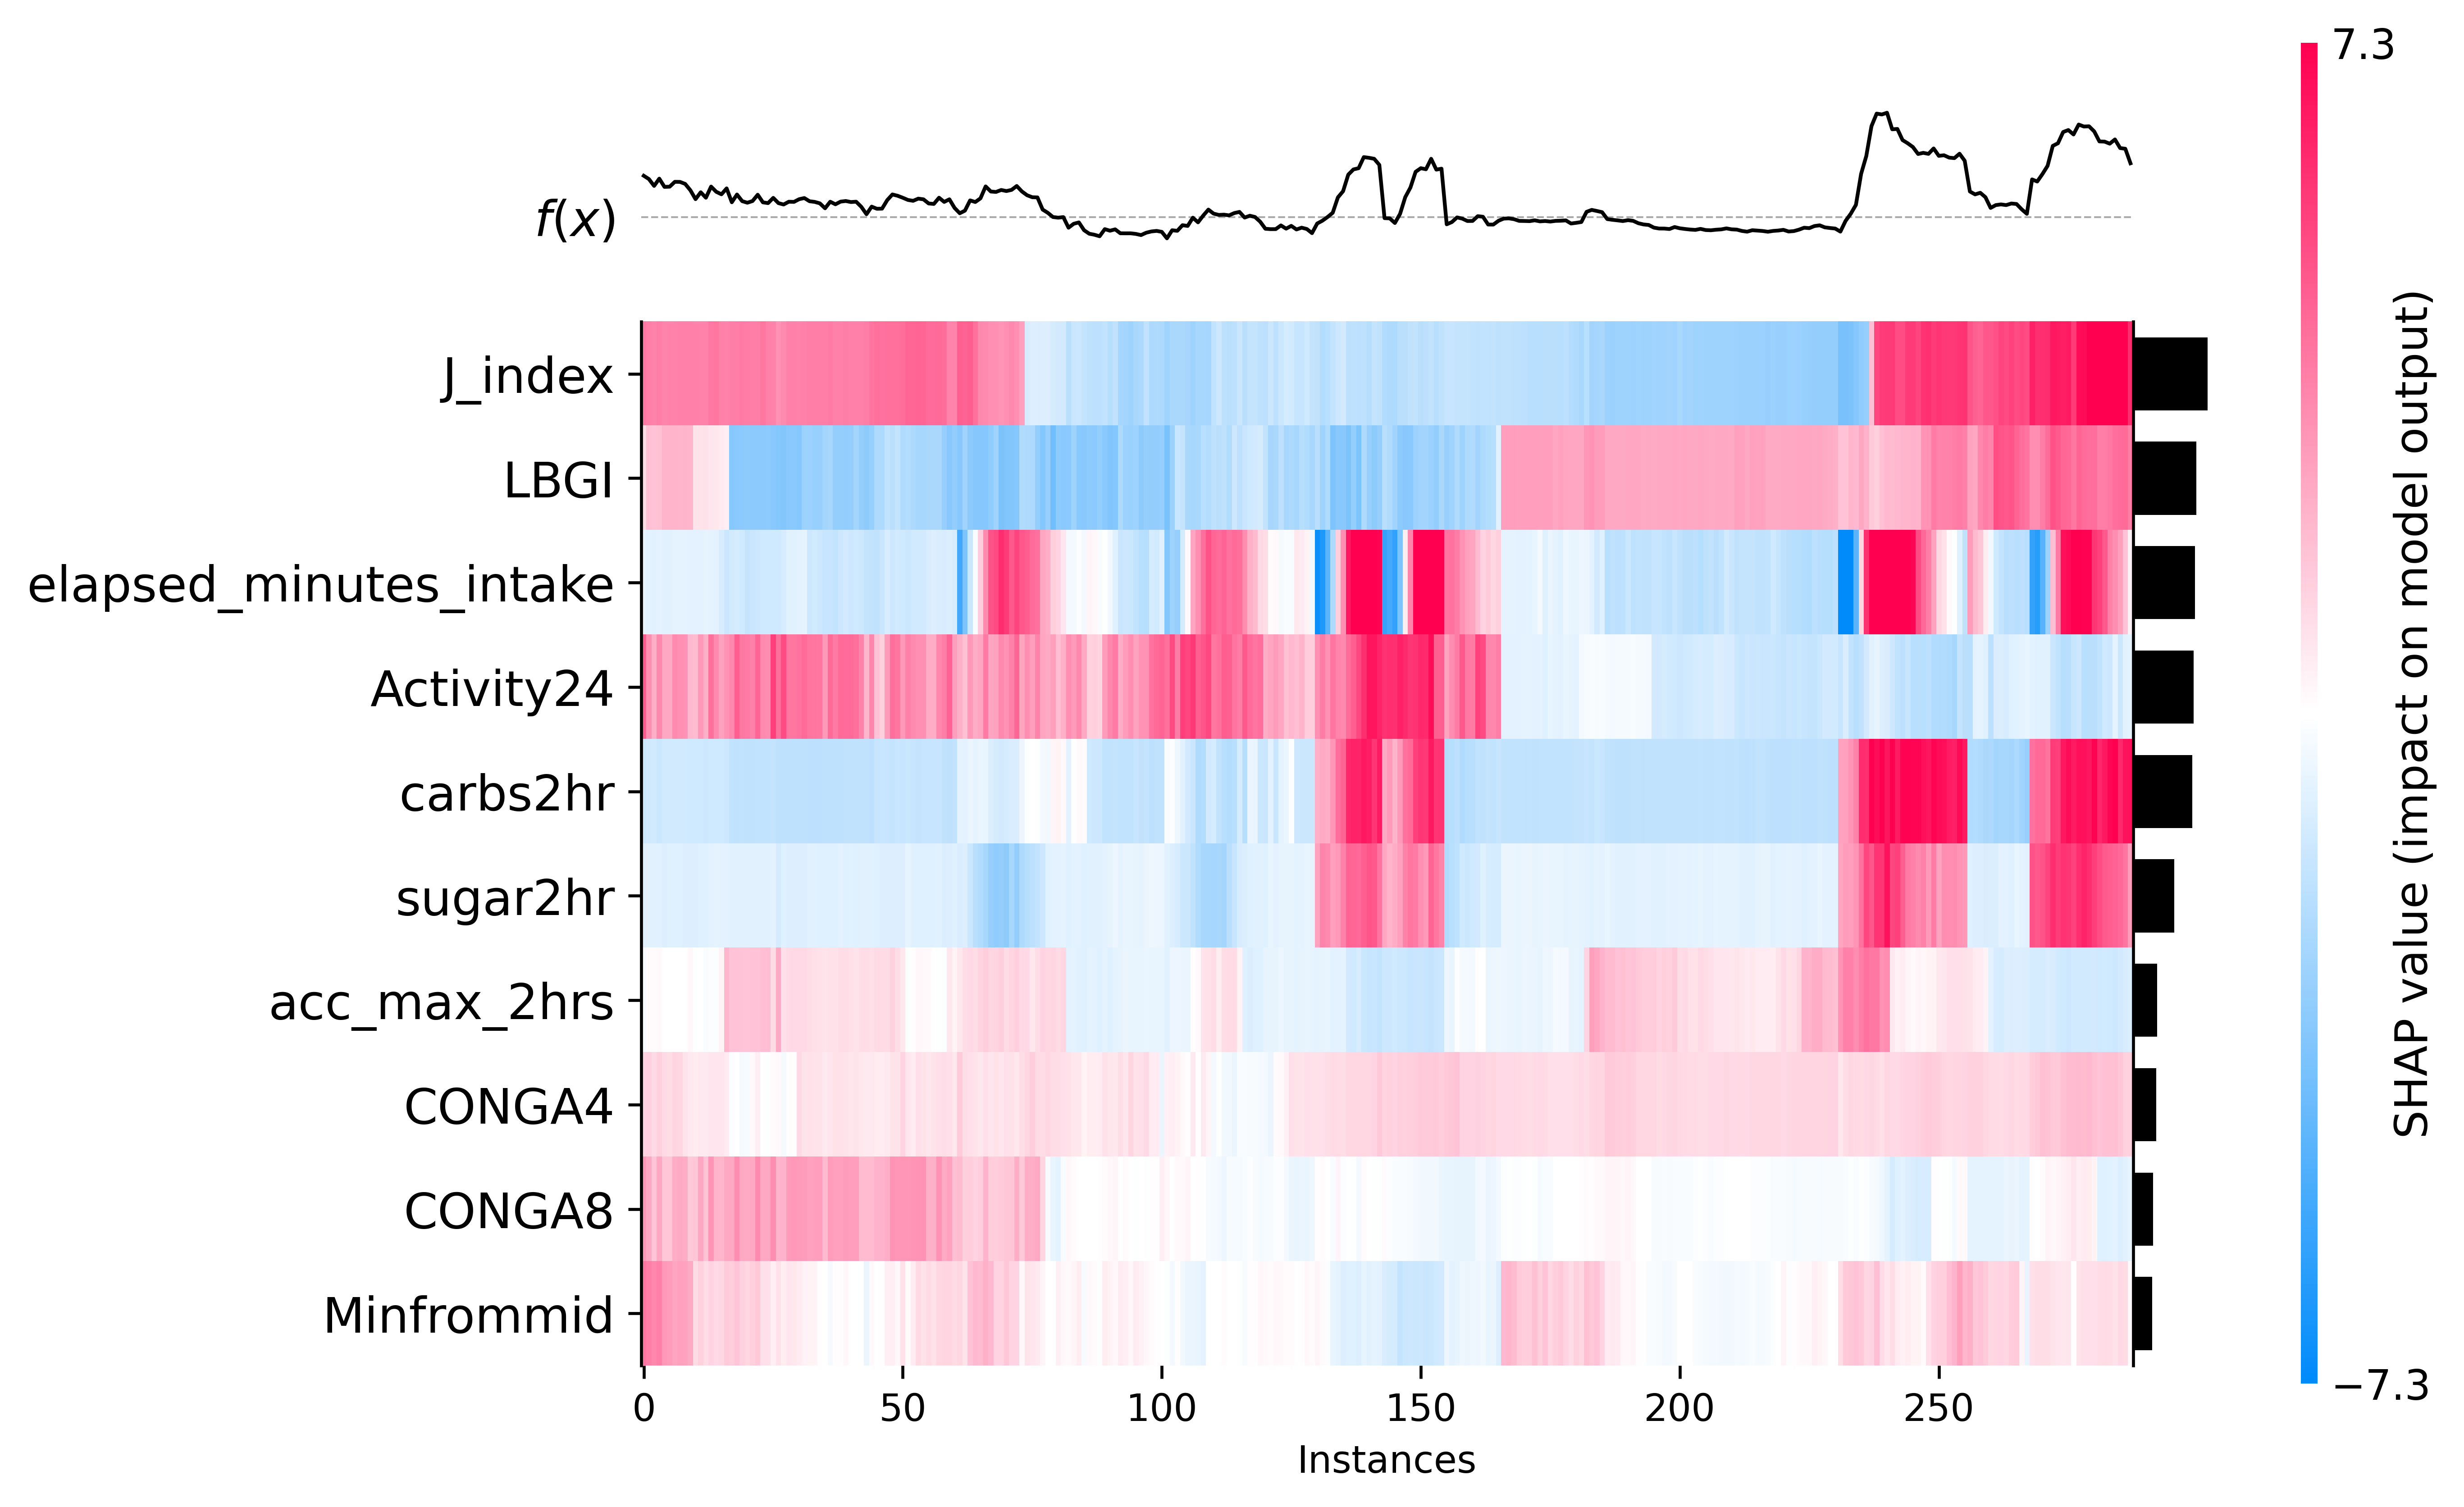 7.3
f(x)
J_index
LBGI
elapsed_minutes_intake
Activity24
carbs2hr
sugar2hr
acc_max_2hrs
CONGA4
CONGA8
Minfrommid
0 50 100 150 200 250
Instances
SHAP value (impact on model output)
−7.3